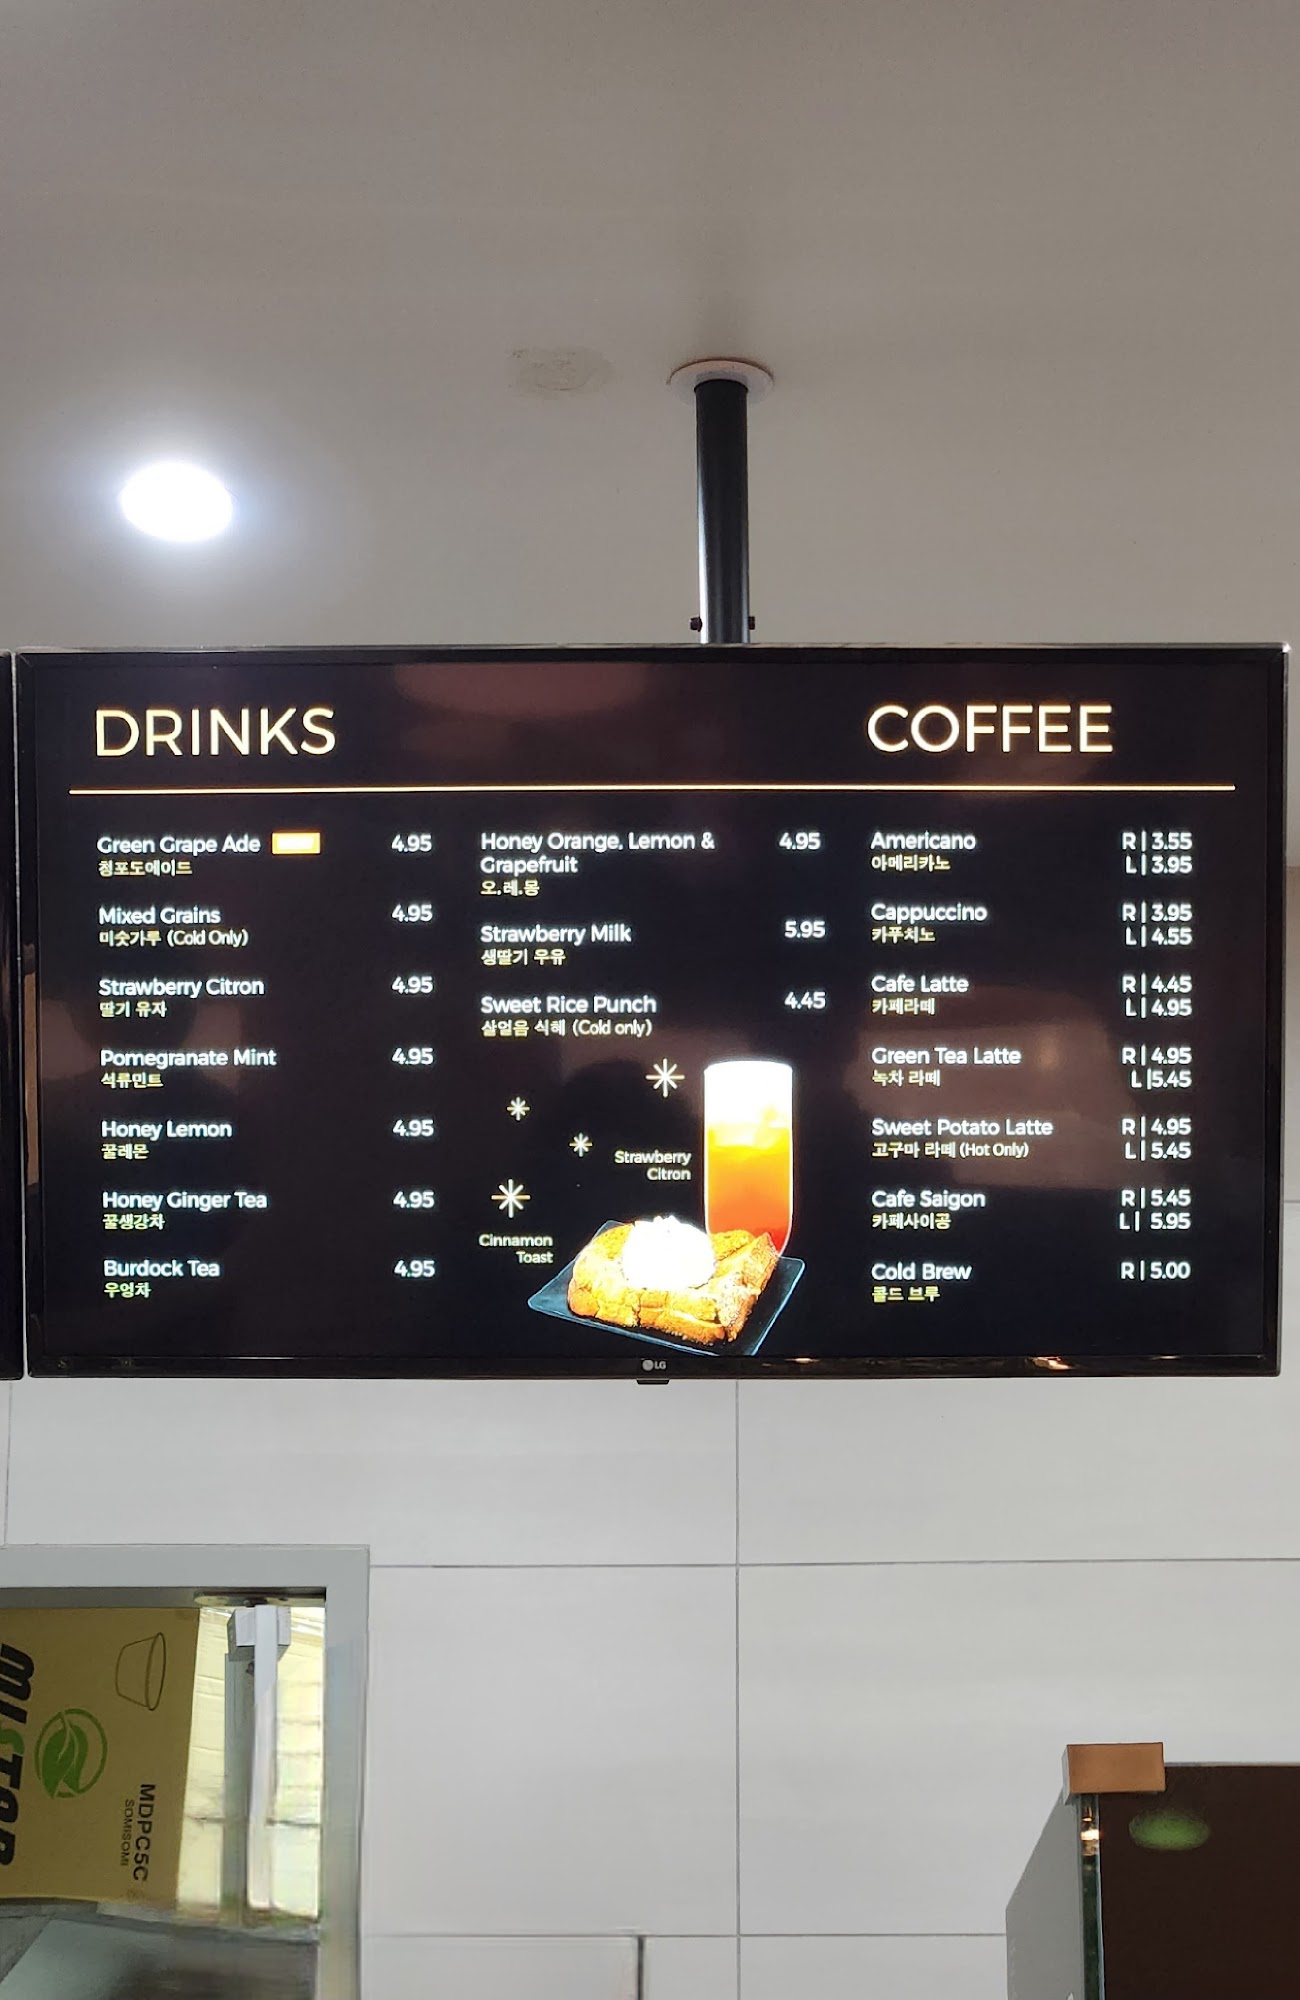 DRINKS
COFFEE
Green Grape Ade 4.95
청포도에이드
Mixed Grains 4.95
미숫가루 (Cold Only)
Strawberry Citron 4.95
딸기 유자
Pomegranate Mint 4.95
석류민트
Honey Lemon 4.95
꿀레몬
Honey Ginger Tea 4.95
꿀생강차
Burdock Tea 4.95
우엉차
Honey Orange, Lemon & 4.95
Grapefruit
오.레.몽
Strawberry Milk 5.95
생딸기 우유
Sweet Rice Punch 4.45
살얼음 식혜 (Cold only)
Strawberry
Citron
Cinnamon
Toast
Americano R | 3.55
아메리카노 L | 3.95
Cappuccino R | 3.95
카푸치노 L | 4.55
Cafe Latte R | 4.45
카페라떼 L | 4.95
Green Tea Latte R | 4.95
녹차 라떼 L |5.45
Sweet Potato Latte R | 4.95
고구마 라떼 (Hot Only) L | 5.45
Cafe Saigon R | 5.45
카페사이공 L | 5.95
Cold Brew R | 5.00
콜드 브루
LG
MDPC5C
SOMISOMI